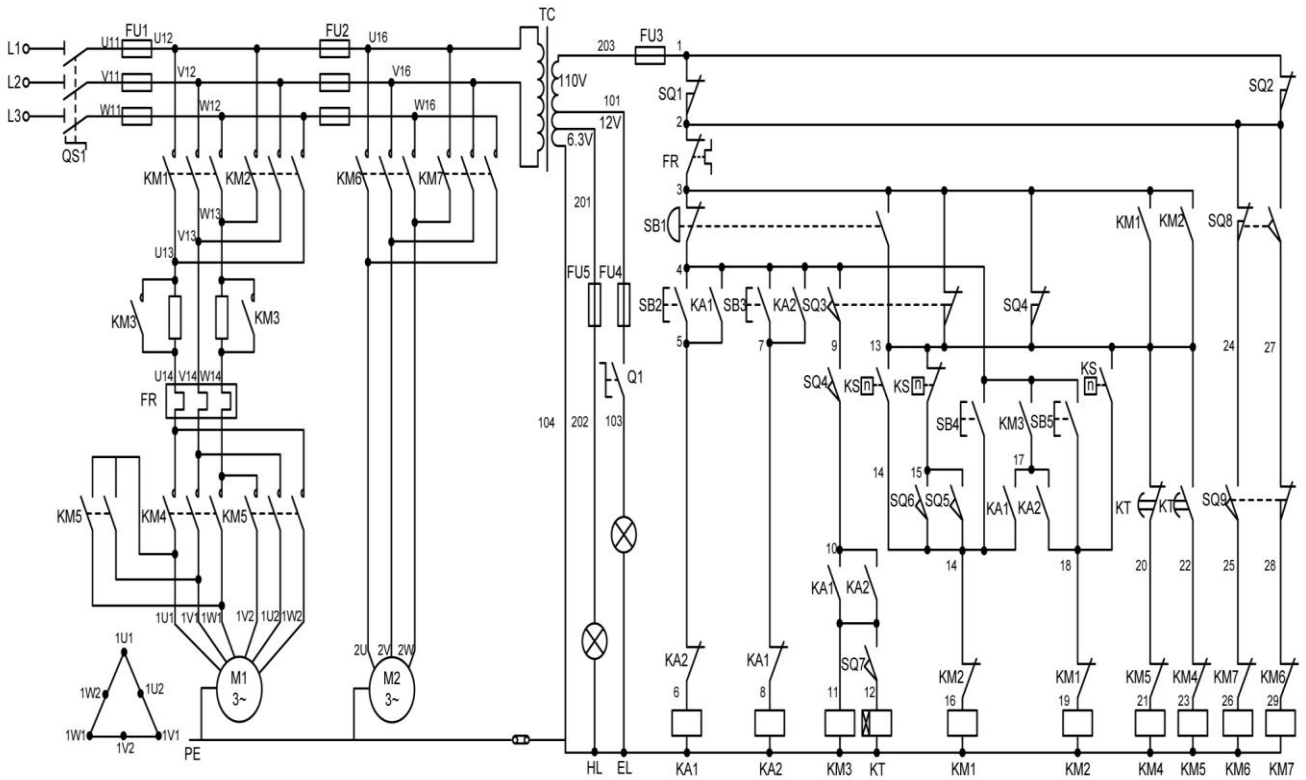 TC
FU1 FU2 FU3
L1 U11 U12 U16 203 1
L2 V11 V12 V16 110V SQ1 SQ2
L3 W11 W12 W16 101
12V 2
6.3V
QS1 FR
KM1 KM2 KM6 KM7
3
201
W13 SB1 KM1 KM2 SQ8
V13
U13 4
FU5 FU4
SB2 KA1 SB3 KA2 SQ3 SQ4
KM3 KM3
5 7 9 13 24 27
U14 V14 W14 Q1 SQ4 KS n KS n KS n
FR
104 202 103 SB4 KM3 SB5
17
14 15
KM5 KM4 KM5 SQ6 SQ5 KA1 KA2 KT KT SQ9
10 14 18 20 22 25 28
KA1 KA2
1U1 1V1 1W1 1V2 1U2 1W2
1U1 2U 2V 2W
KA2 KA1 SQ7 KM2 KM1 KM5 KM4 KM7 KM6
M1 M2
3~ 3~
1W2 1U2
6 8 11 12 16 19 21 23 26 29
1W1 1V2 1V1
PE
HL EL KA1 KA2 KM3 KT KM1 KM2 KM4 KM5 KM6 KM7